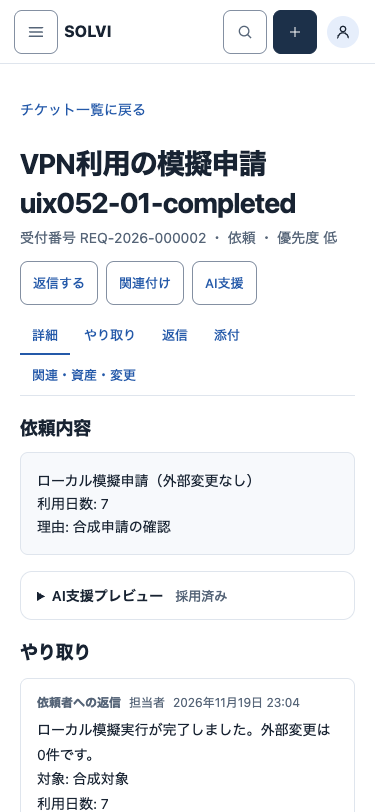 SOLVI
チケット一覧に戻る
VPN利用の模擬申請
uix052-01-completed
受付番号 REQ-2026-000002 ・ 依頼 ・ 優先度 低
返信する 関連付け AI支援
詳細 やり取り 返信 添付
関連・資産・変更
依頼内容
ローカル模擬申請（外部変更なし）
利用日数: 7
理由: 合成申請の確認
▶ AI支援プレビュー 採用済み
やり取り
依頼者への返信 担当者 2026年11月19日 23:04
ローカル模擬実行が完了しました。外部変更は
0件です。
対象: 合成対象
利用日数: 7